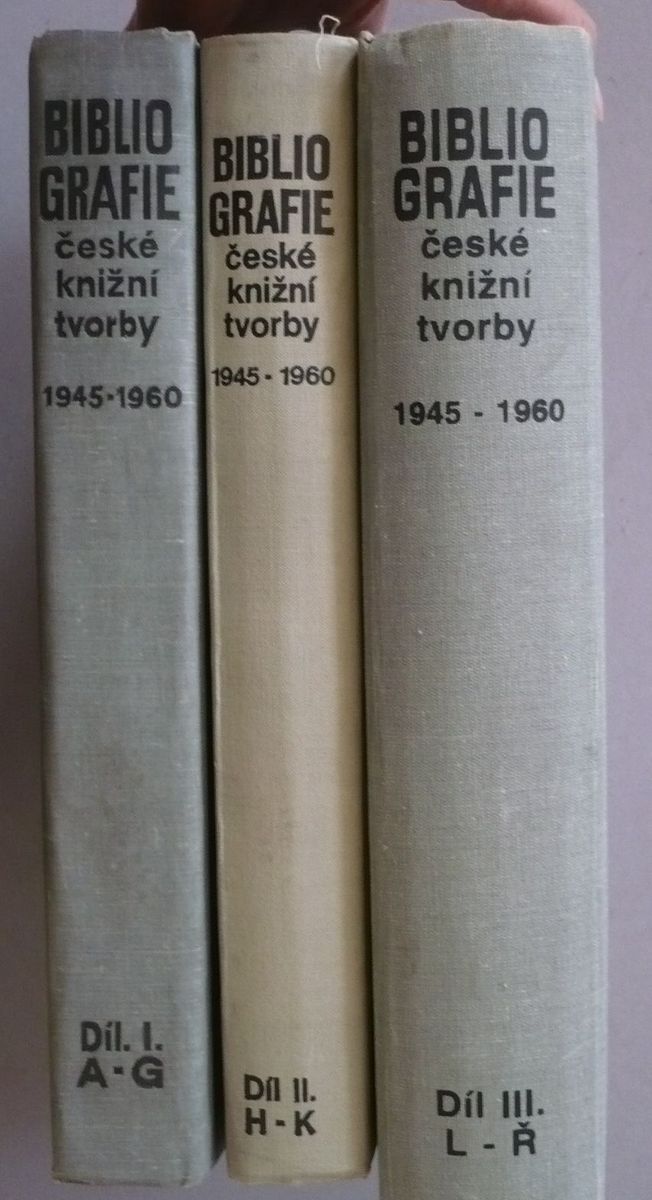 BIBLIO
GRAFIE
české
knižní
tvorby
1945-1960
Díl. I.
A-G
BIBLIO
GRAFIE
české
knižní
tvorby
1945 - 1960
Díl II.
H-K
BIBLIO
GRAFIE
české
knižní
tvorby
1945 - 1960
Díl III.
L - Ř